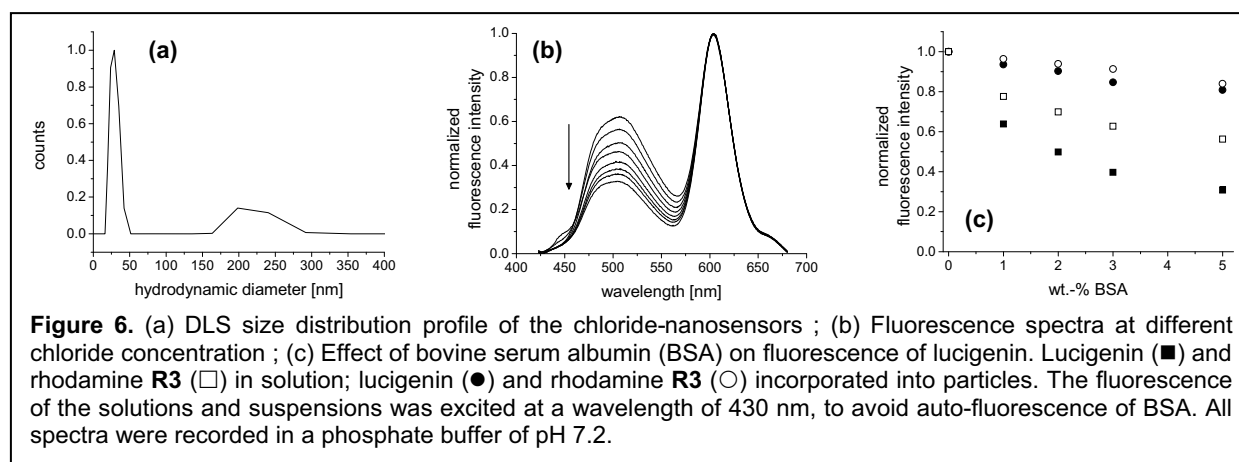 (a)
1.0
0.8
0.6
0.4
0.2
0.0
counts
0 50 100 150 200 250 300 350 400
hydrodynamic diameter [nm]
(b)
1.0
0.8
0.6
0.4
0.2
0.0
normalized
fluorescence intensity
400 450 500 550 600 650 700
wavelength [nm]
1.0
0.8
0.6
0.4
0.2
0.0
normalized
fluorescence intensity
(c)
0 1 2 3 4 5
wt.-% BSA
Figure 6. (a) DLS size distribution profile of the chloride-nanosensors ; (b) Fluorescence spectra at different
chloride concentration ; (c) Effect of bovine serum albumin (BSA) on fluorescence of lucigenin. Lucigenin (■) and
rhodamine R3 (□) in solution; lucigenin (●) and rhodamine R3 (○) incorporated into particles. The fluorescence
of the solutions and suspensions was excited at a wavelength of 430 nm, to avoid auto-fluorescence of BSA. All
spectra were recorded in a phosphate buffer of pH 7.2.